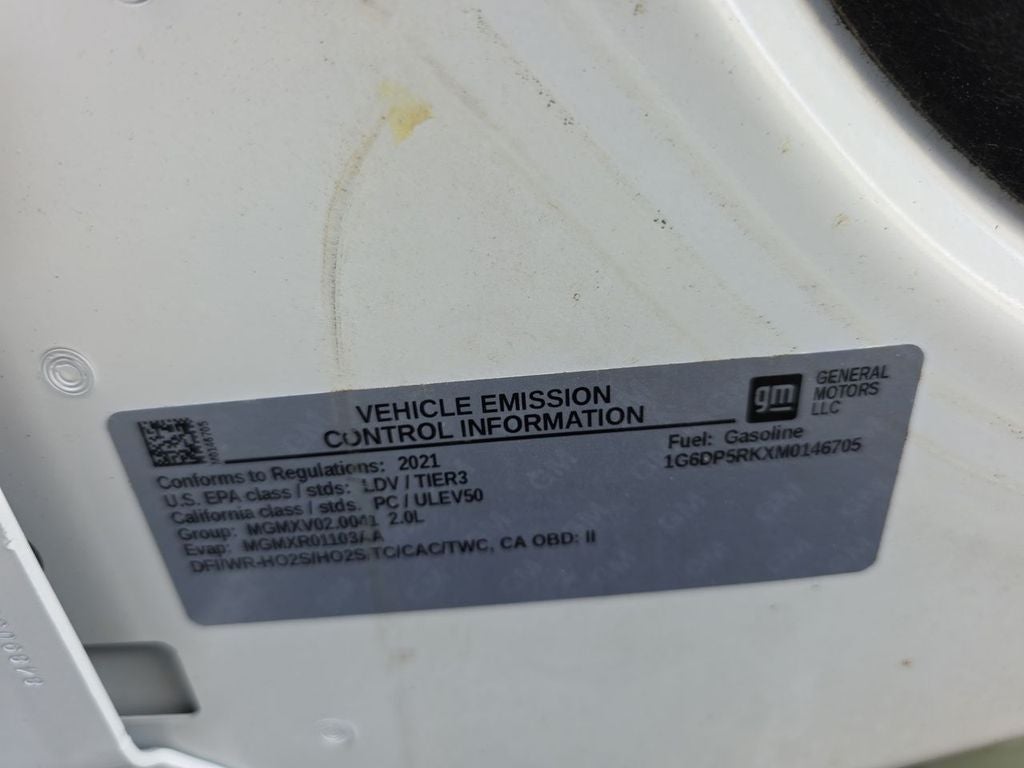 VEHICLE EMISSION
CONTROL INFORMATION
gm
GENERAL
MOTORS
LLC
Conforms to Regulations: 2021
U.S. EPA class / stds: LDV / TIER3
California class / stds. PC / ULEV50
Group: MGMXV02.0041 2.0L
Evap:
DFI/WR-HO2S/HO2S,TC/CAC/TWC, CA OBD: II
Fuel: Gasoline
1G6DP5RKXM0146705